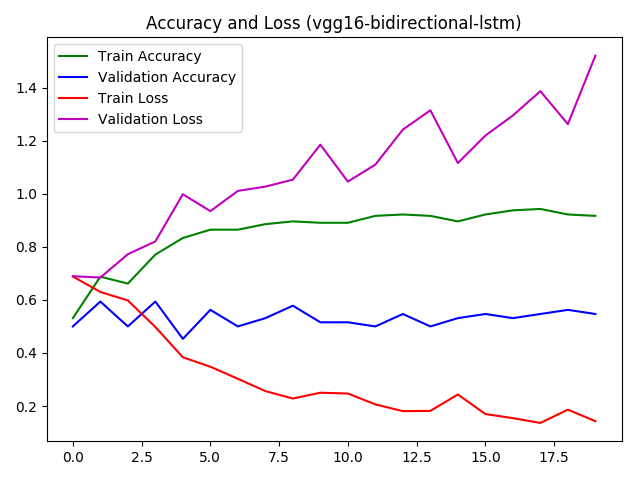 Accuracy and Loss (vgg16-bidirectional-lstm)
Train Accuracy
Validation Accuracy
Train Loss
Validation Loss
1.4
1.2
1.0
0.8
0.6
0.4
0.2
0.0 2.5 5.0 7.5 10.0 12.5 15.0 17.5